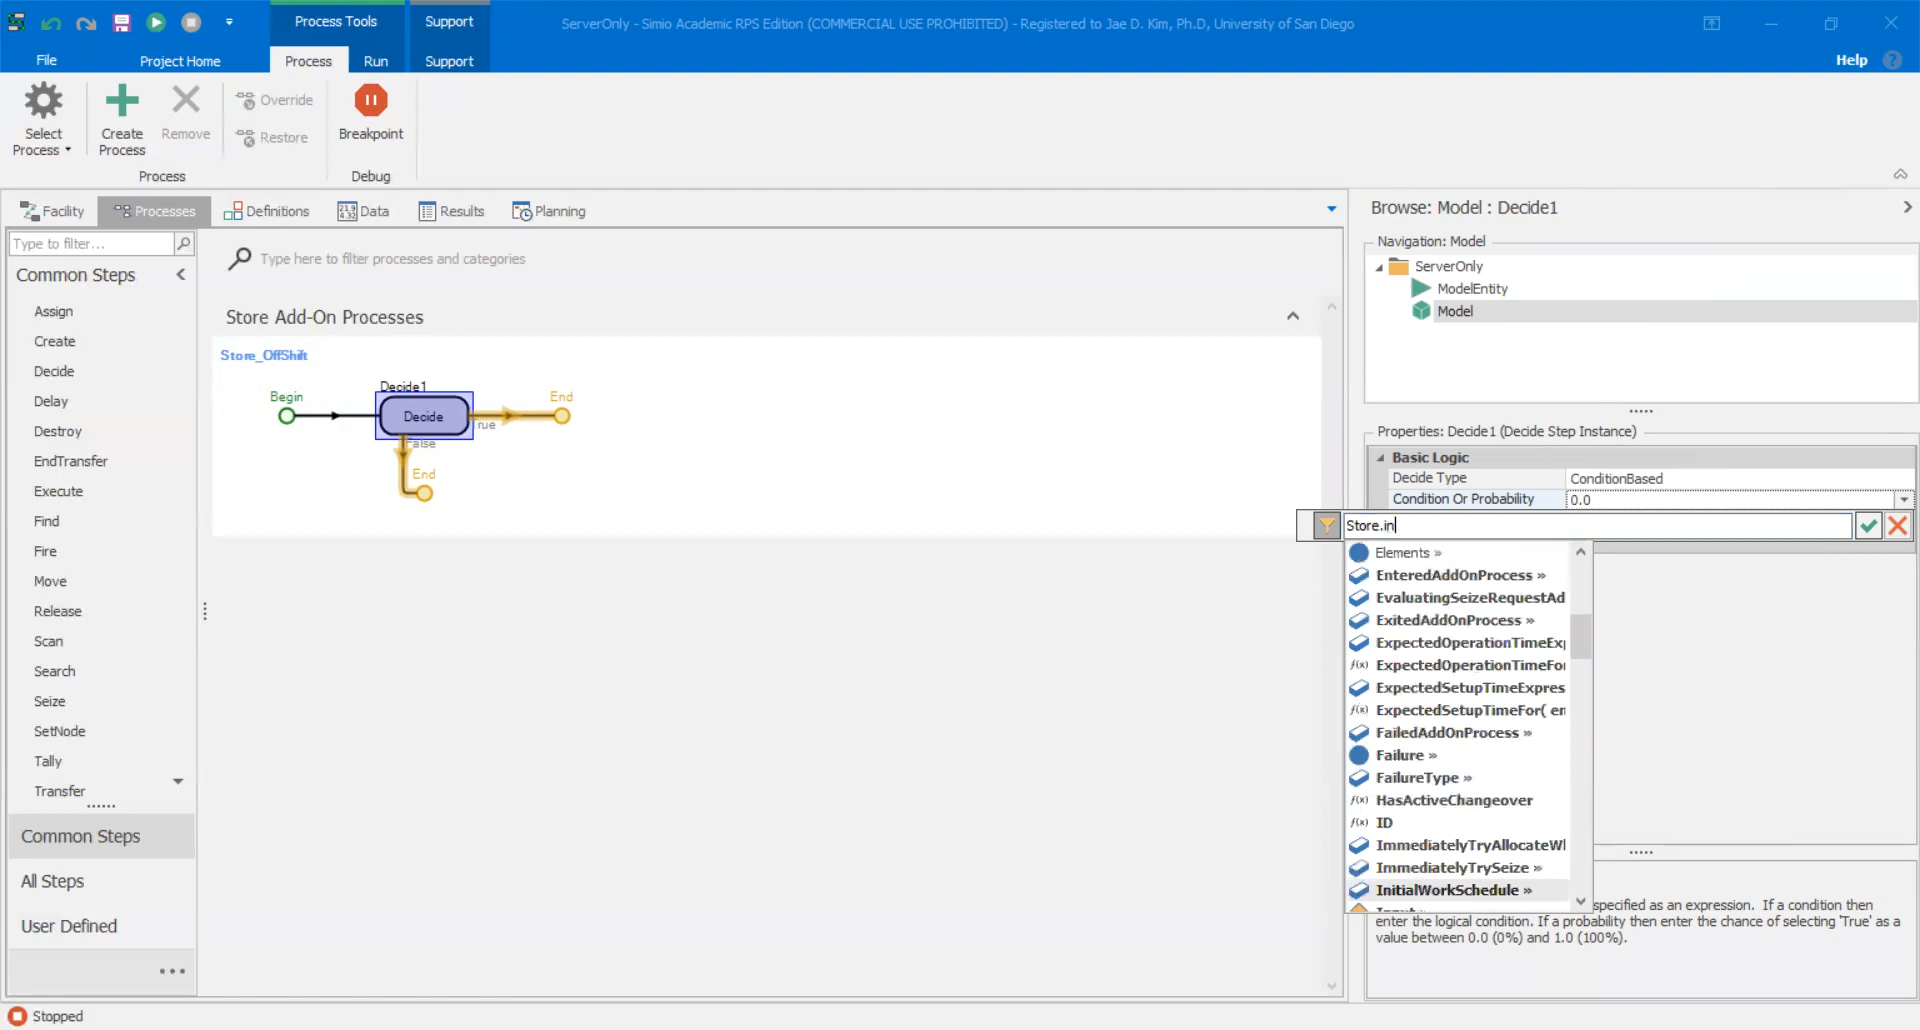 Process Tools
Support
ServerOnly - Simio Academic RPS Edition (COMMERCIAL USE PROHIBITED) - Registered to Jae D. Kim, Ph.D, University of San Diego
File
Project Home
Process
Run
Support
Help
Select Process
Create Process
Remove
Override
Restore
Breakpoint
Process
Debug
Facility
Processes
Definitions
Data
Results
Planning
Type to filter...
Common Steps
Assign
Create
Decide
Delay
Destroy
EndTransfer
Execute
Find
Fire
Move
Release
Scan
Search
Seize
SetNode
Tally
Transfer
Common Steps
All Steps
User Defined
Type here to filter processes and categories
Store Add-On Processes
Store_OffShift
Begin
Decide1
Decide
True
End
False
End
Browse: Model : Decide1
Navigation: Model
ServerOnly
ModelEntity
Model
Properties: Decide1 (Decide Step Instance)
Basic Logic
Decide Type ConditionBased
Condition Or Probability 0.0
Store.in
Elements »
EnteredAddOnProcess »
EvaluatingSeizeRequestAd
ExitedAddOnProcess »
ExpectedOperationTimeExp
f(x) ExpectedOperationTimeFor
ExpectedSetupTimeExpres
f(x) ExpectedSetupTimeFor( en
FailedAddOnProcess »
Failure »
FailureType »
f(x) HasActiveChangeover
f(x) ID
ImmediatelyTryAllocateWh
ImmediatelyTrySeize »
InitialWorkSchedule »
specified as an expression. If a condition then
enter the logical condition. If a probability then enter the chance of selecting 'True' as a
value between 0.0 (0%) and 1.0 (100%).
Stopped